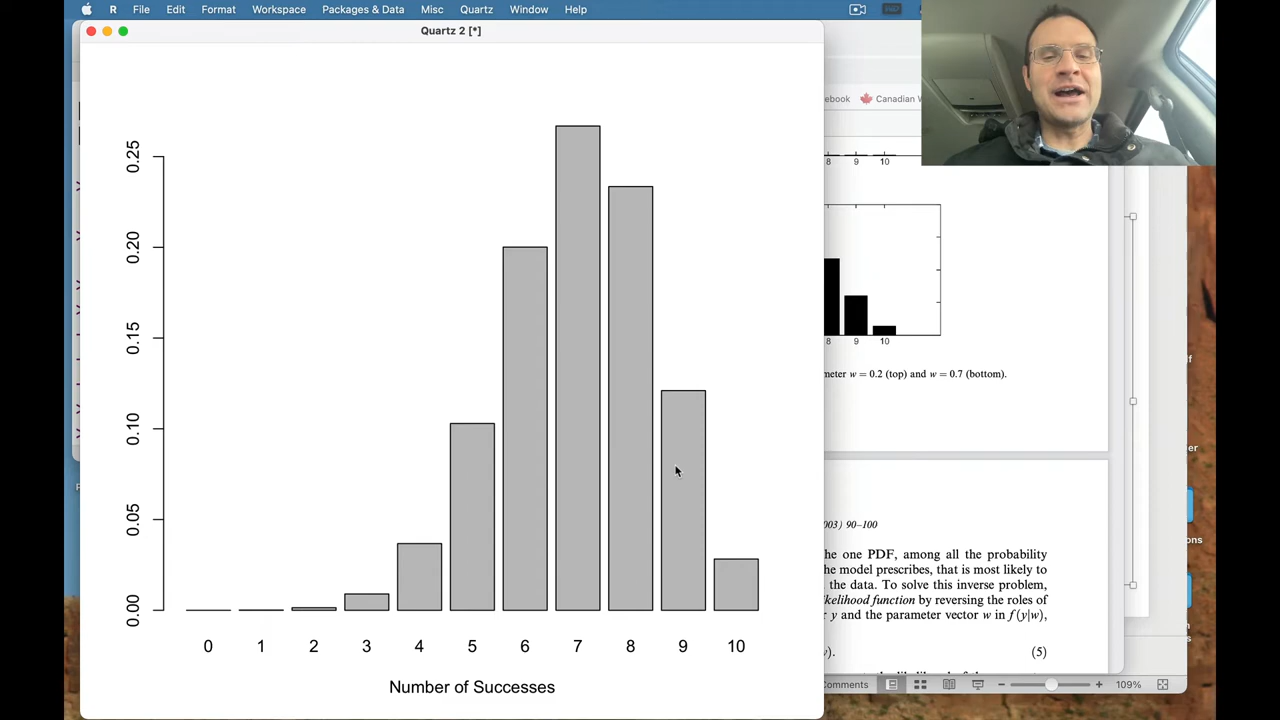 R File Edit Format Workspace Packages & Data Misc Quartz Window Help
Quartz 2 [*]
ebook Canadian W
0.25
0.20
0.15
0.10
0.05
0.00
0 1 2 3 4 5 6 7 8 9 10
Number of Successes
8 9 10
8 9 10
meter w = 0.2 (top) and w = 0.7 (bottom).
003) 90–100
he one PDF, among all the probability
he model prescribes, that is most likely to
the data. To solve this inverse problem,
kelihood function by reversing the roles of
r y and the parameter vector w in f(y|w),
w). (5)
omments 109%
lf
er
ons
n
s